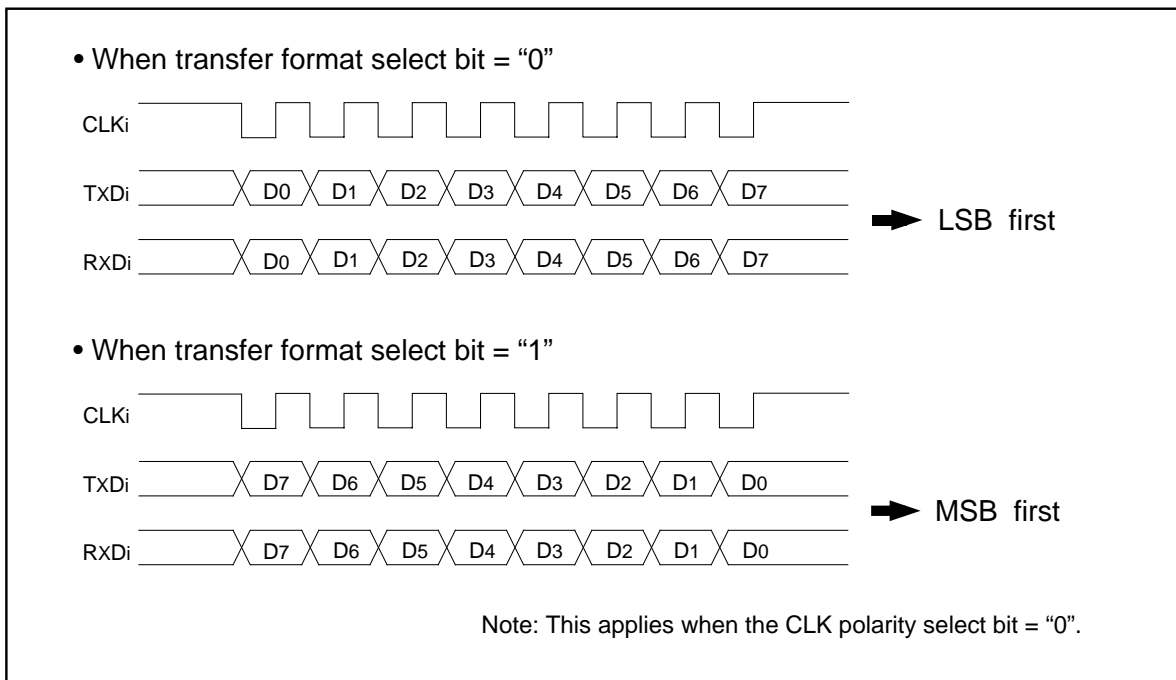 • When transfer format select bit = “0”
CLKi
TXDi D0 D1 D2 D3 D4 D5 D6 D7
LSB first
RXDi D0 D1 D2 D3 D4 D5 D6 D7
• When transfer format select bit = “1”
CLKi
TXDi D7 D6 D5 D4 D3 D2 D1 D0
MSB first
RXDi D7 D6 D5 D4 D3 D2 D1 D0
Note: This applies when the CLK polarity select bit = “0”.